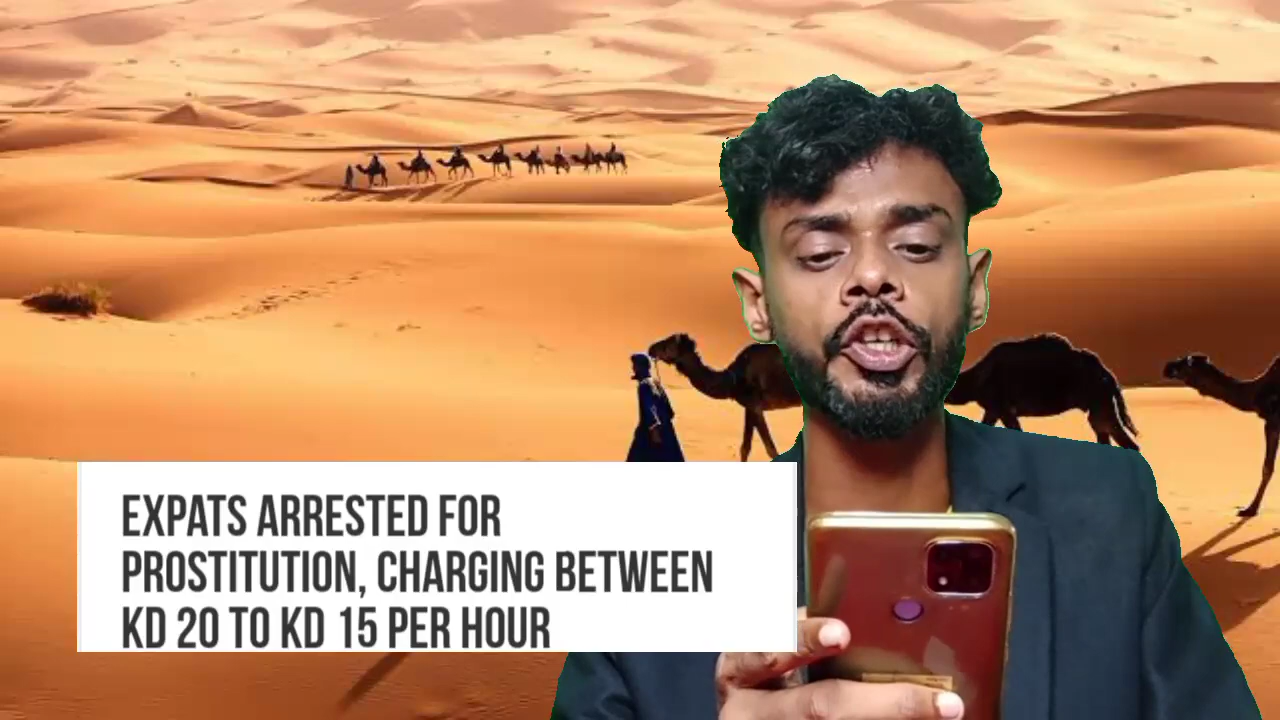 EXPATS ARRESTED FOR
PROSTITUTION, CHARGING BETWEEN
KD 20 TO KD 15 PER HOUR